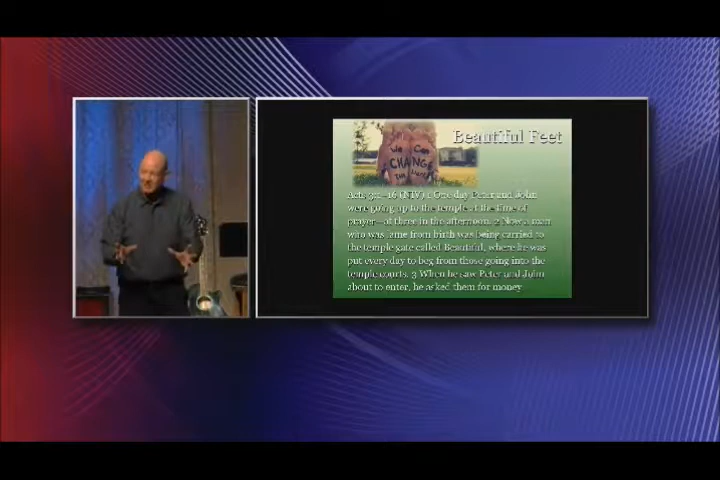 Beautiful Feet
We Can
CHANGE
The World
Acts 3:1-16 (NIV) 1 One day Peter and John
were going up to the temple at the time of
prayer—at three in the afternoon. 2 Now a man
who was lame from birth was being carried to
the temple gate called Beautiful, where he was
put every day to beg from those going into the
temple courts. 3 When he saw Peter and John
about to enter, he asked them for money